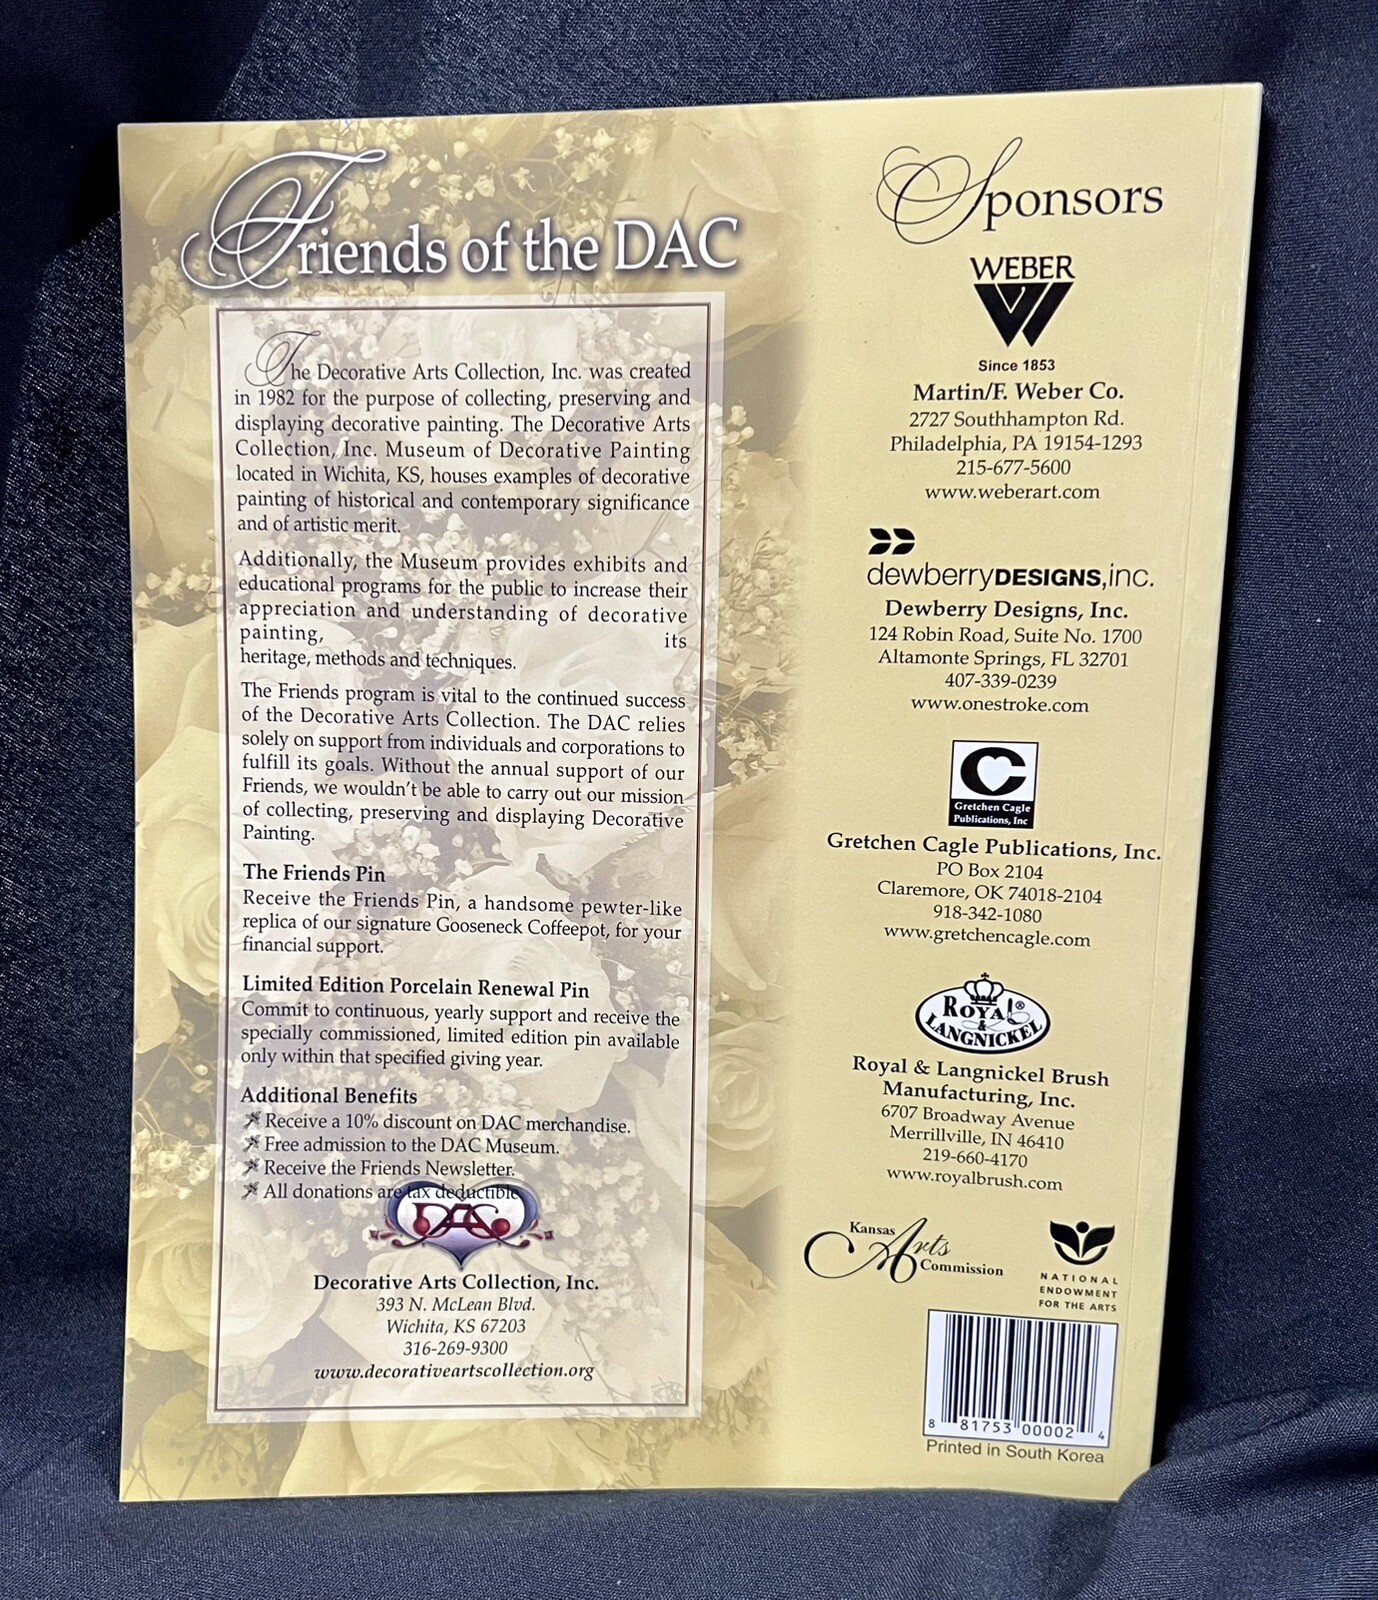 Friends of the DAC
The Decorative Arts Collection, Inc. was created
in 1982 for the purpose of collecting, preserving and
displaying decorative painting. The Decorative Arts
Collection, Inc. Museum of Decorative Painting
located in Wichita, KS, houses examples of decorative
painting of historical and contemporary significance
and of artistic merit.
Additionally, the Museum provides exhibits and
educational programs for the public to increase their
appreciation and understanding of decorative
painting, its
heritage, methods and techniques.
The Friends program is vital to the continued success
of the Decorative Arts Collection. The DAC relies
solely on support from individuals and corporations to
fulfill its goals. Without the annual support of our
Friends, we wouldn't be able to carry out our mission
of collecting, preserving and displaying Decorative
Painting.
The Friends Pin
Receive the Friends Pin, a handsome pewter-like
replica of our signature Gooseneck Coffeepot, for your
financial support.
Limited Edition Porcelain Renewal Pin
Commit to continuous, yearly support and receive the
specially commissioned, limited edition pin available
only within that specified giving year.
Additional Benefits
Receive a 10% discount on DAC merchandise.
Free admission to the DAC Museum.
Receive the Friends Newsletter.
All donations are tax deductible
DAC
Decorative Arts Collection, Inc.
393 N. McLean Blvd.
Wichita, KS 67203
316-269-9300
www.decorativeartscollection.org
Sponsors
WEBER
Since 1853
Martin/F. Weber Co.
2727 Southhampton Rd.
Philadelphia, PA 19154-1293
215-677-5600
www.weberart.com
dewberryDESIGNS,inc.
Dewberry Designs, Inc.
124 Robin Road, Suite No. 1700
Altamonte Springs, FL 32701
407-339-0239
www.onestroke.com
Gretchen Cagle
Publications, Inc
Gretchen Cagle Publications, Inc.
PO Box 2104
Claremore, OK 74018-2104
918-342-1080
www.gretchencagle.com
ROYAL®
&
LANGNICKEL
Royal & Langnickel Brush
Manufacturing, Inc.
6707 Broadway Avenue
Merrillville, IN 46410
219-660-4170
www.royalbrush.com
Kansas
Arts
Commission
NATIONAL
ENDOWMENT
FOR THE ARTS
8 81753 00002 4
Printed in South Korea